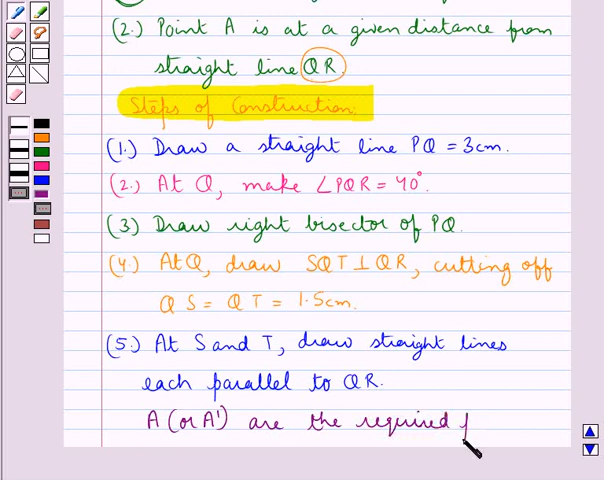 (2.) Point A is at a given distance from
straight line QR
Steps of Construction.
(1.) Draw a straight line PQ = 3cm.
(2.) At Q, make ∠PQR = 40°.
(3) Draw right bisector of PQ.
(4.) At Q, draw SQT ⊥ QR, cutting off
QS = QT = 1.5cm.
(5.) At S and T, draw straight lines
each parallel to QR.
A (or A') are the required